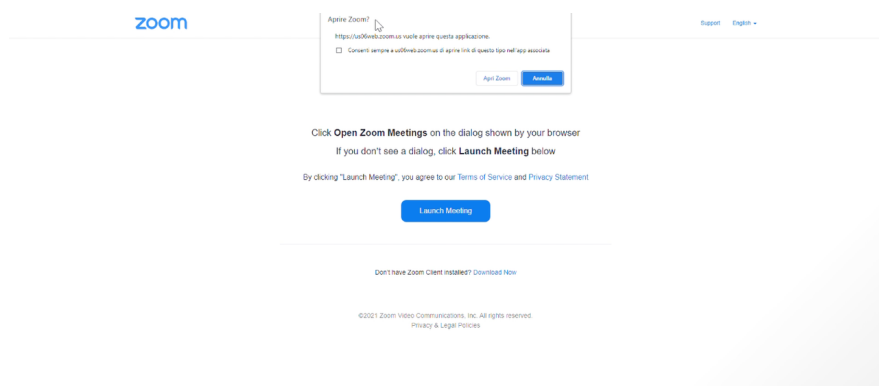 zoom
Support English
Aprire Zoom?
https://us06web.zoom.us vuole aprire questa applicazione.
Consenti sempre a us06web.zoom.us di aprire link di questo tipo nell'app associata
Apri Zoom Annulla
Click Open Zoom Meetings on the dialog shown by your browser
If you don't see a dialog, click Launch Meeting below
By clicking "Launch Meeting", you agree to our Terms of Service and Privacy Statement
Launch Meeting
Don't have Zoom Client installed? Download Now
©2021 Zoom Video Communications, Inc. All rights reserved.
Privacy & Legal Policies